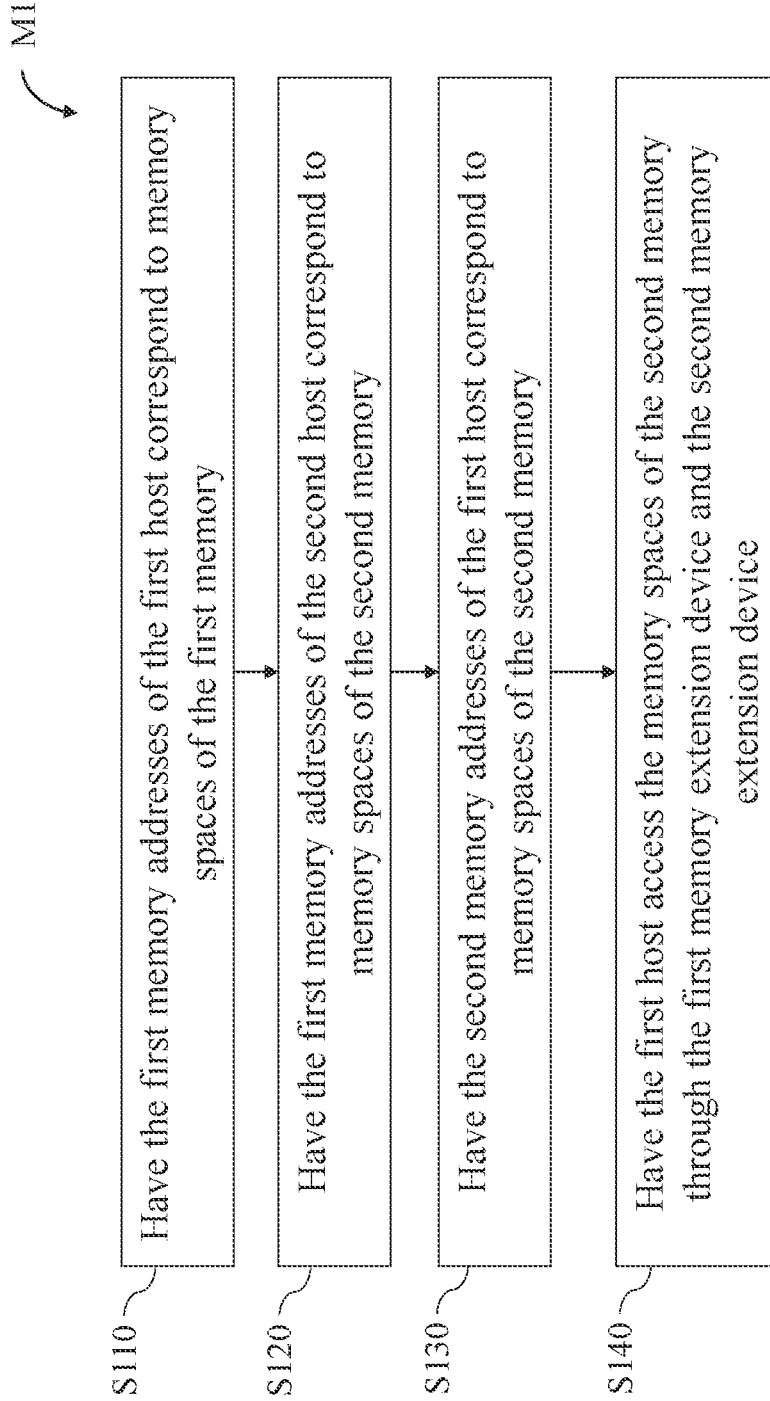 M1
S110
Have the first memory addresses of the first host correspond to memory
spaces of the first memory
S120
Have the first memory addresses of the second host correspond to
memory spaces of the second memory
S130
Have the second memory addresses of the first host correspond to
memory spaces of the second memory
S140
Have the first host access the memory spaces of the second memory
through the first memory extension device and the second memory
extension device